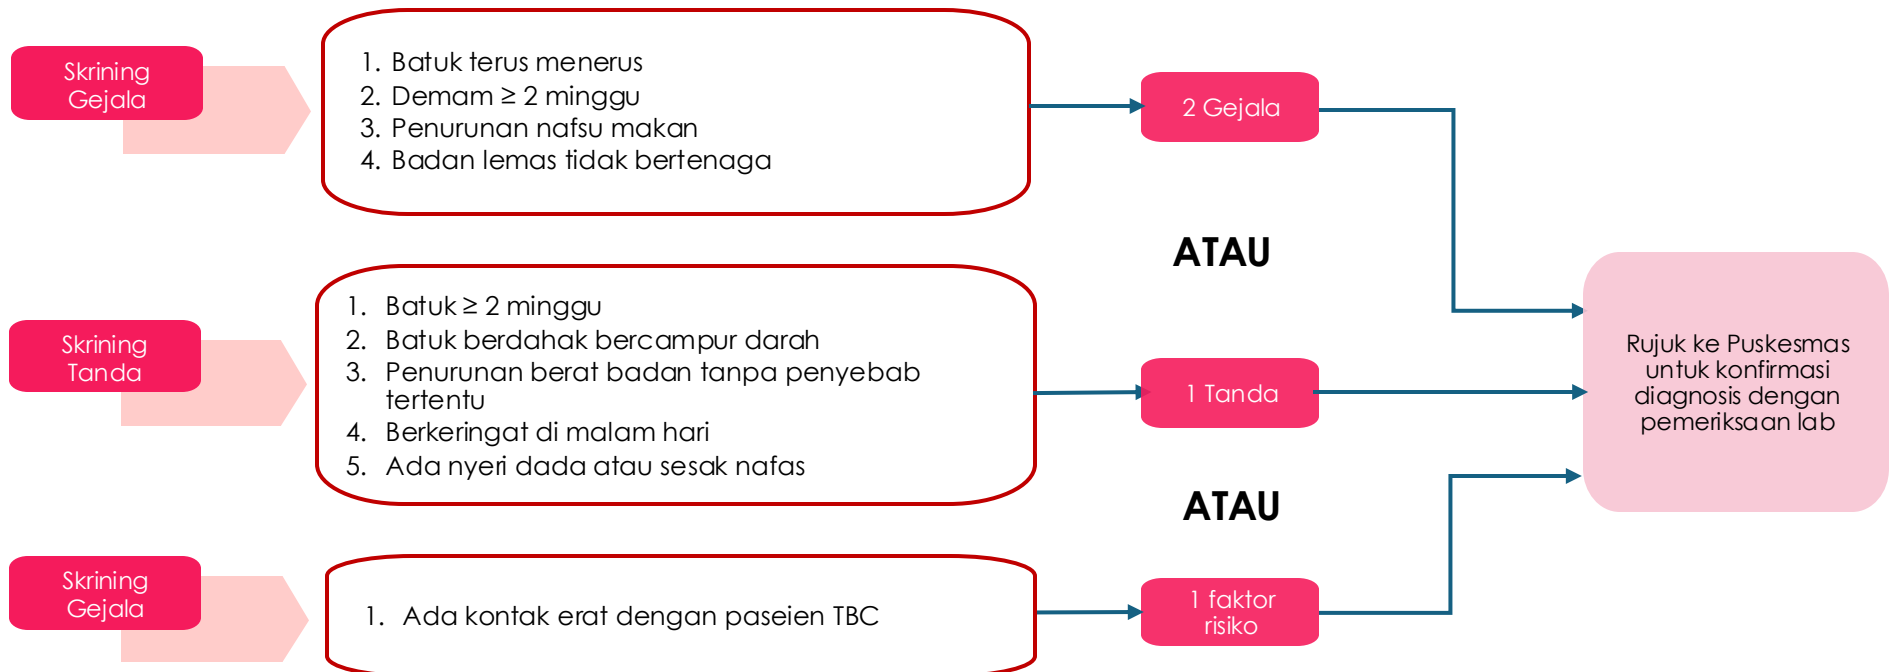 Skrining
Gejala
1. Batuk terus menerus
2. Demam ≥ 2 minggu
3. Penurunan nafsu makan
4. Badan lemas tidak bertenaga
2 Gejala
ATAU
Skrining
Tanda
1. Batuk ≥ 2 minggu
2. Batuk berdahak bercampur darah
3. Penurunan berat badan tanpa penyebab
tertentu
4. Berkeringat di malam hari
5. Ada nyeri dada atau sesak nafas
1 Tanda
Rujuk ke Puskesmas
untuk konfirmasi
diagnosis dengan
pemeriksaan lab
ATAU
Skrining
Gejala
1. Ada kontak erat dengan paseien TBC
1 faktor
risiko